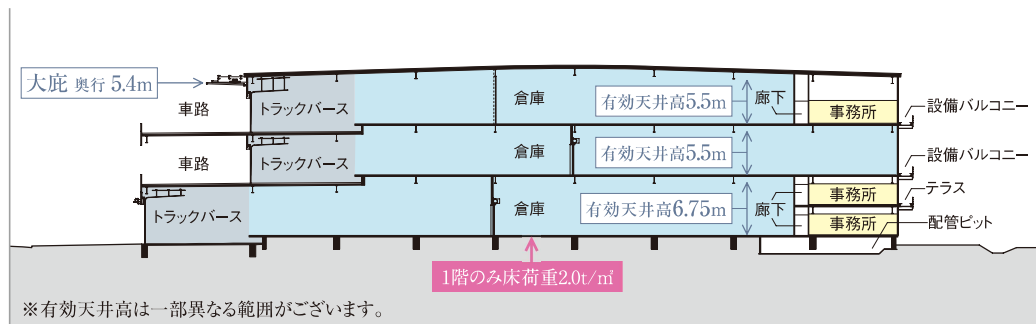 大庇 奥行 5.4m
車路
トラックバース
倉庫
有効天井高5.5m
廊下
事務所
設備バルコニー
車路
トラックバース
倉庫
有効天井高5.5m
設備バルコニー
トラックバース
倉庫
有効天井高6.75m
廊下
事務所
事務所
テラス
配管ピット
1階のみ床荷重2.0t/㎡
※有効天井高は一部異なる範囲がございます。